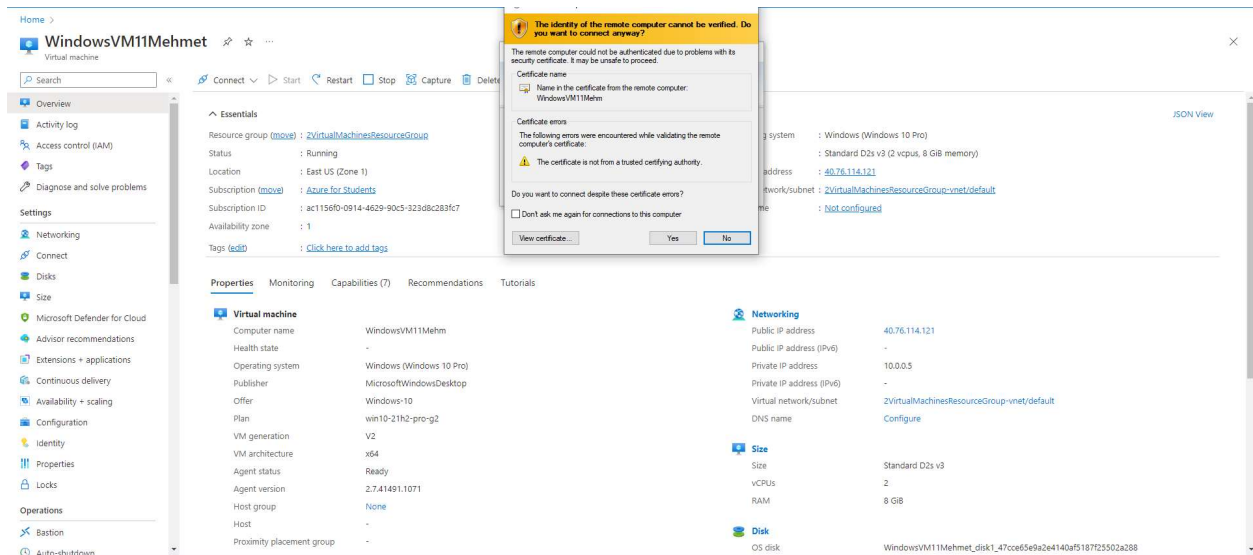 Home >
WindowsVM11Mehmet
Virtual machine
Search
Connect
Start
Restart
Stop
Capture
Delete
Overview
Activity log
Access control (IAM)
Tags
Diagnose and solve problems
Settings
Networking
Connect
Disks
Size
Microsoft Defender for Cloud
Advisor recommendations
Extensions + applications
Continuous delivery
Availability + scaling
Configuration
Identity
Properties
Locks
Operations
Bastion
Auto-shutdown
Essentials
JSON View
Resource group (move) : 2VirtualMachinesResourceGroup
Status : Running
Location : East US (Zone 1)
Subscription (move) : Azure for Students
Subscription ID : ac1156f0-0914-4629-90c5-323d8c283fc7
Availability zone : 1
Tags (edit) : Click here to add tags
g system : Windows (Windows 10 Pro)
: Standard D2s v3 (2 vcpus, 8 GiB memory)
address : 40.76.114.121
twork/subnet : 2VirtualMachinesResourceGroup-vnet/default
me : Not configured
The identity of the remote computer cannot be verified. Do
you want to connect anyway?
The remote computer could not be authenticated due to problems with its
security certificate. It may be unsafe to proceed.
Certificate name
Name in the certificate from the remote computer:
WindowsVM11Mehm
Certificate errors
The following errors were encountered while validating the remote
computer's certificate:
The certificate is not from a trusted certifying authority.
Do you want to connect despite these certificate errors?
Don't ask me again for connections to this computer
View certificate...
Yes
No
Properties
Monitoring
Capabilities (7)
Recommendations
Tutorials
Virtual machine
Computer name WindowsVM11Mehm
Health state -
Operating system Windows (Windows 10 Pro)
Publisher MicrosoftWindowsDesktop
Offer Windows-10
Plan win10-21h2-pro-g2
VM generation V2
VM architecture x64
Agent status Ready
Agent version 2.7.41491.1071
Host group None
Host -
Proximity placement group -
Networking
Public IP address 40.76.114.121
Public IP address (IPv6) -
Private IP address 10.0.0.5
Private IP address (IPv6) -
Virtual network/subnet 2VirtualMachinesResourceGroup-vnet/default
DNS name Configure
Size
Size Standard D2s v3
vCPUs 2
RAM 8 GiB
Disk
OS disk WindowsVM11Mehmet_disk1_47cce65e9a2e4140af5187f25502a288